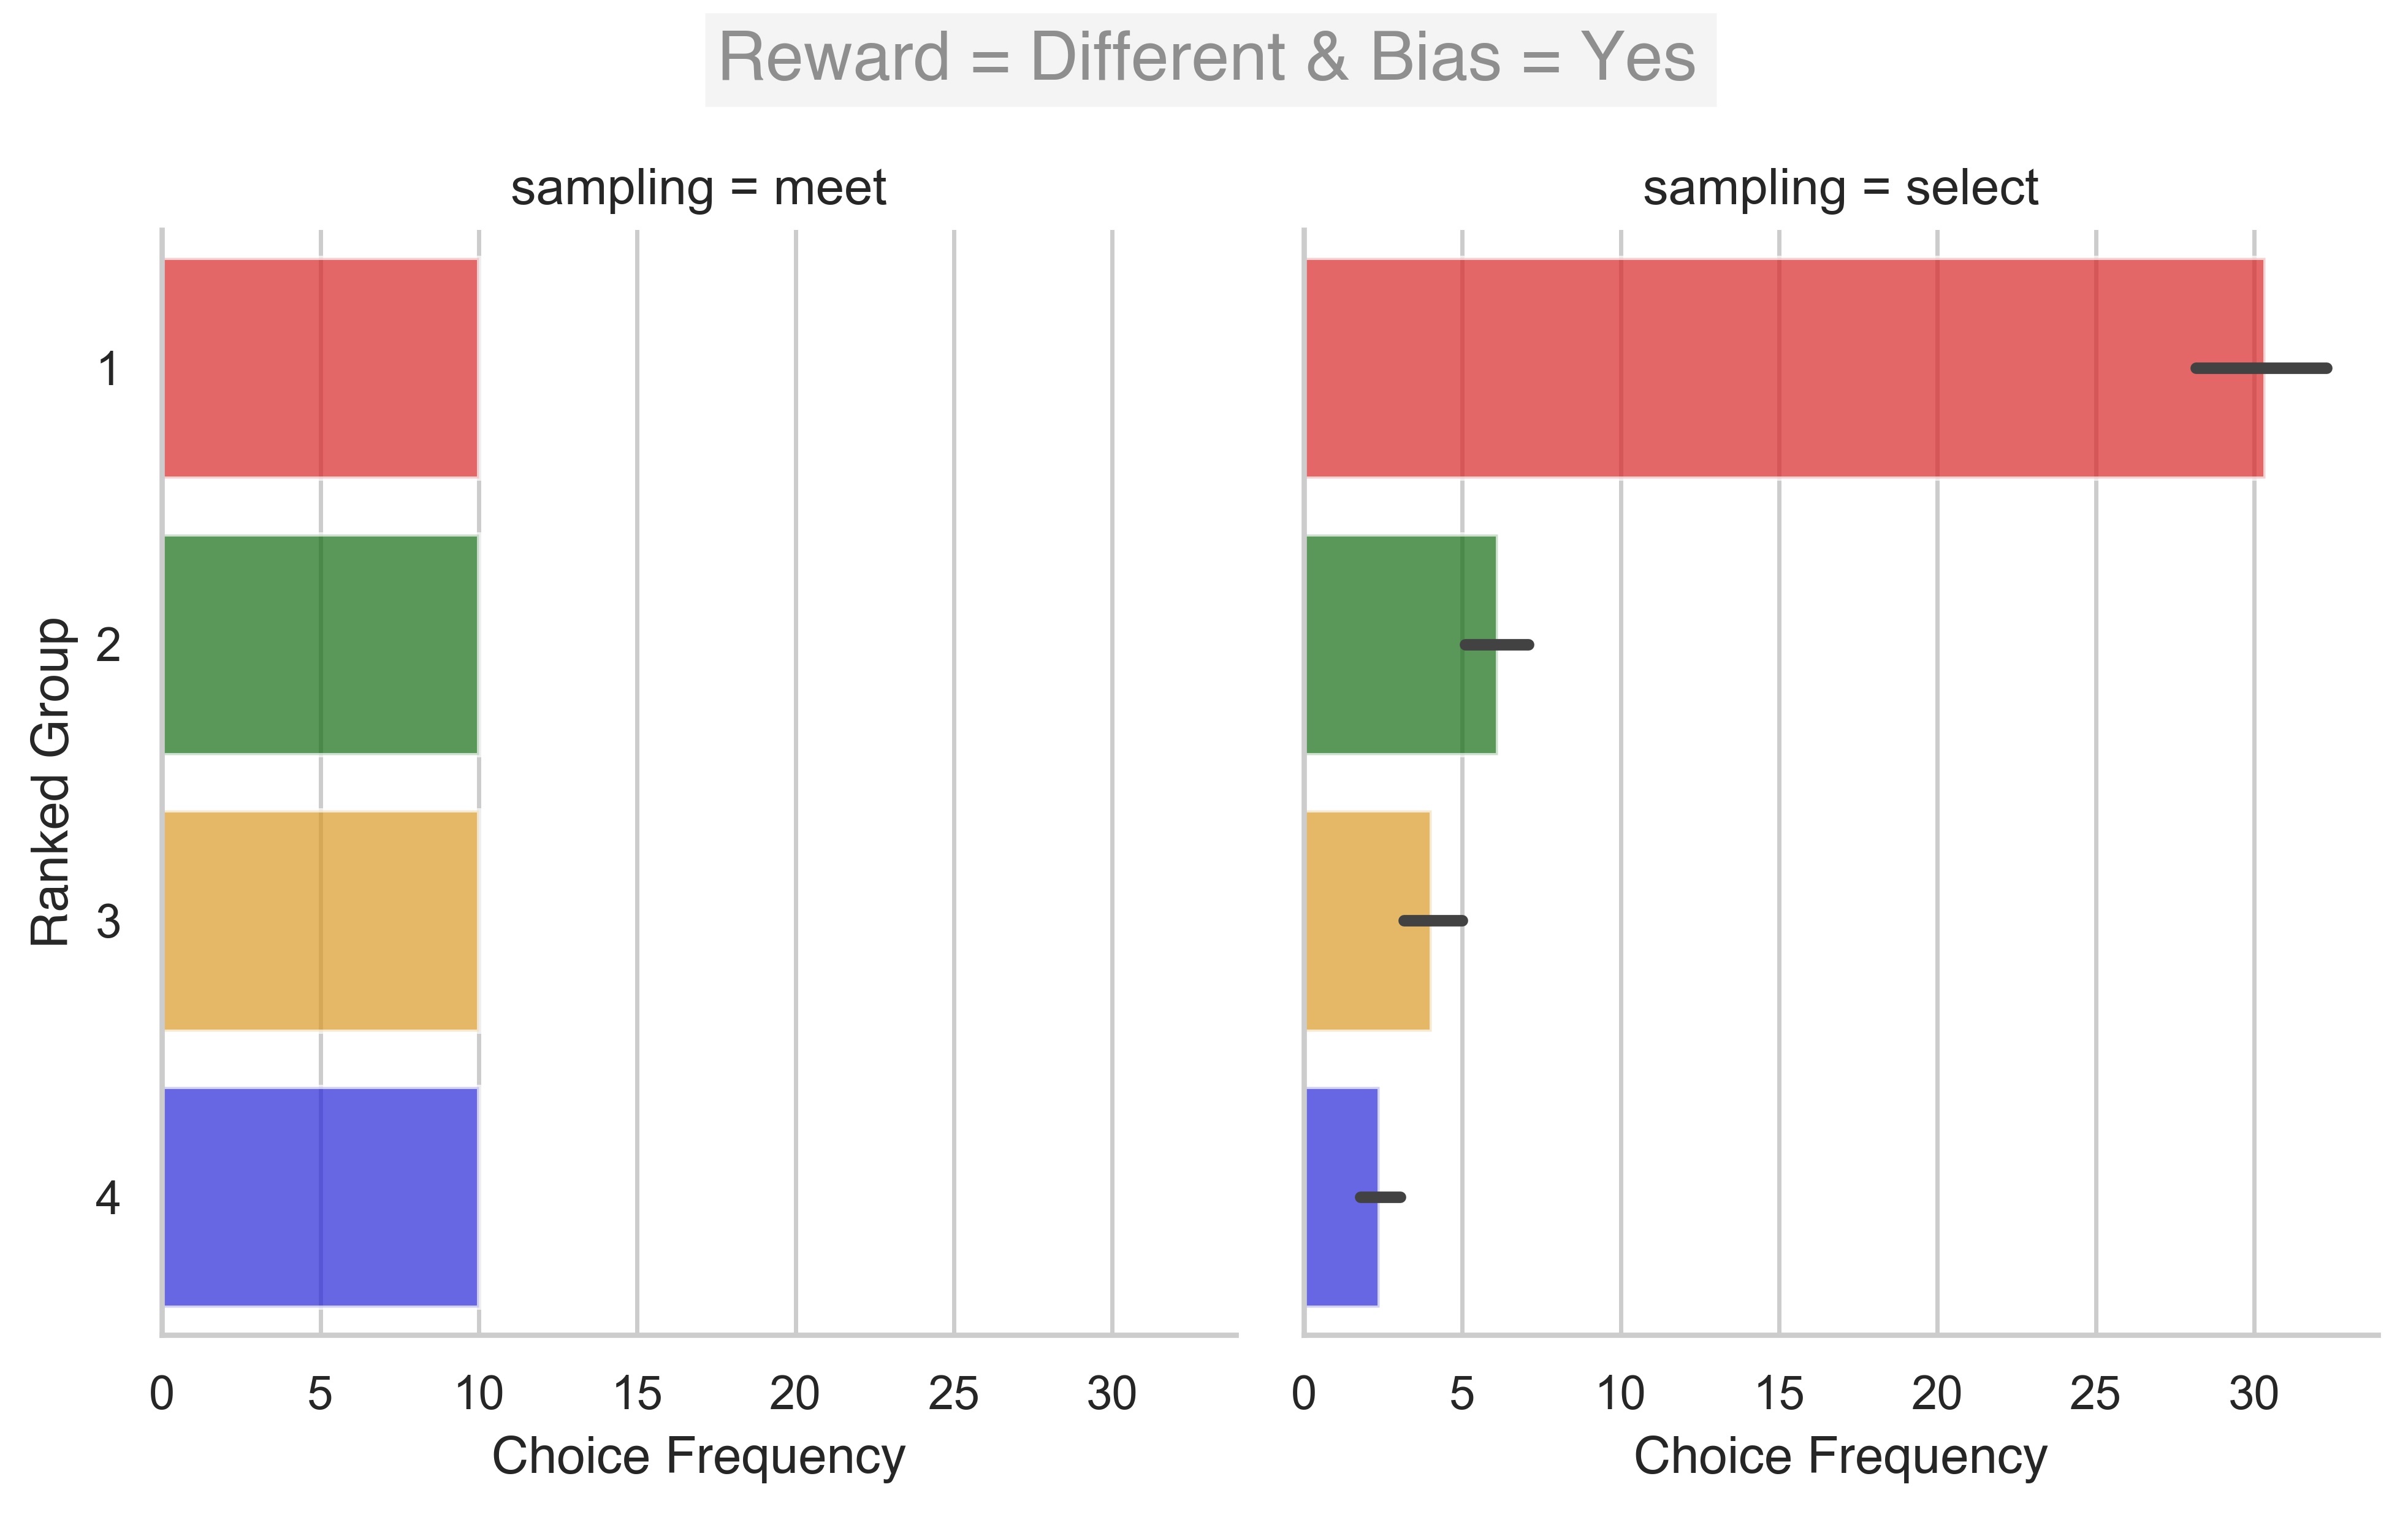 Reward = Different & Bias = Yes
sampling = meet
sampling = select
Ranked Group
1
2
3
4
0 5 10 15 20 25 30
0 5 10 15 20 25 30
Choice Frequency
Choice Frequency